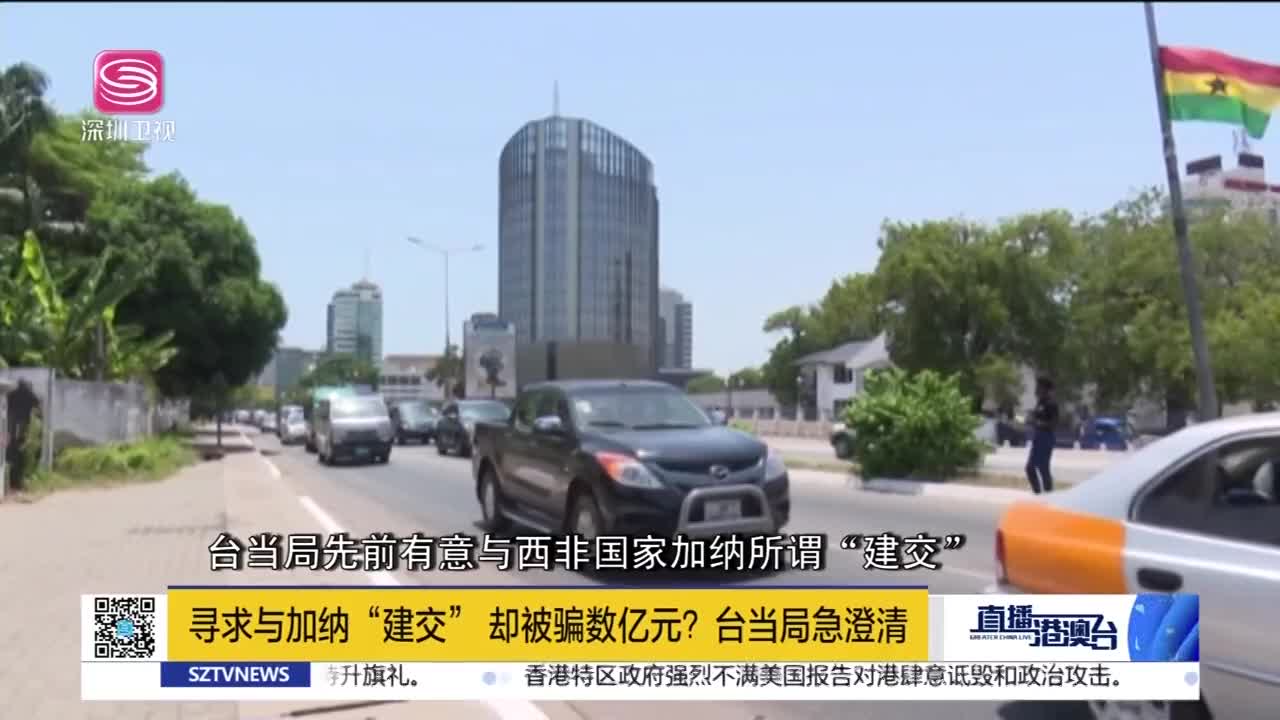 深圳卫视
台当局先前有意与西非国家加纳所谓“建交”
寻求与加纳“建交” 却被骗数亿元？台当局急澄清
直播港澳台
GREATER CHINA LIVE
SZTVNEWS
升旗礼。 香港特区政府强烈不满美国报告对港肆意诋毁和政治攻击。